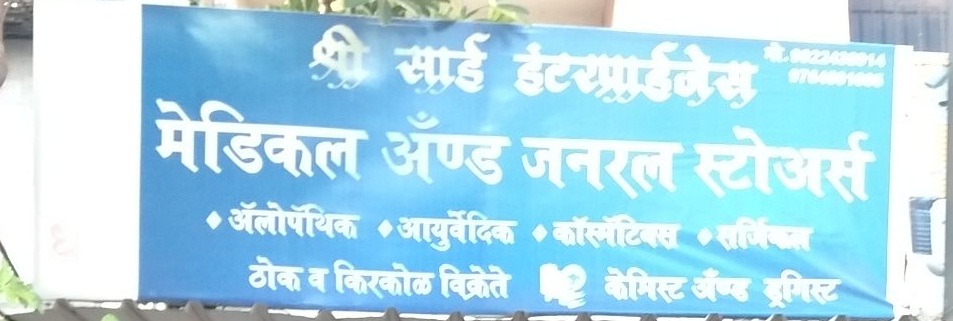 श्री साई इंटरप्राईजेस
मेडिकल अँण्ड जनरल स्टोअर्स
◆ ॲलोपॅथिक ◆ आयुर्वेदिक ◆ कॉस्मॅटिक्स ◆ सर्जिकल
ठोक व किरकोळ विक्रेते केमिस्ट अँण्ड ड्रगिस्ट